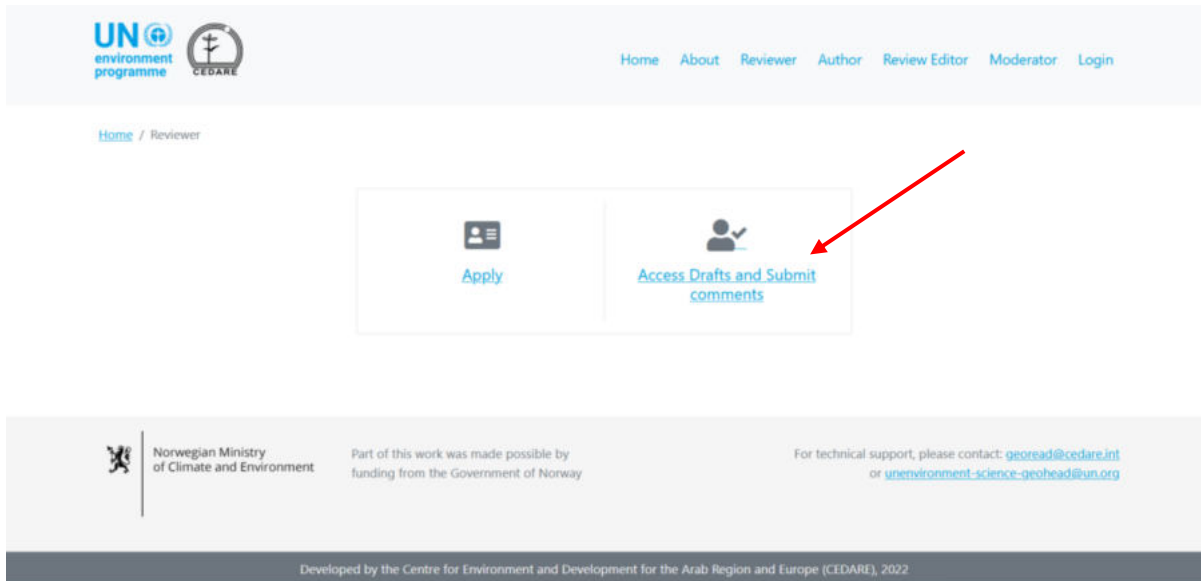 UN
environment
programme
CEDARE
Home About Reviewer Author Review Editor Moderator Login
Home / Reviewer
Apply
Access Drafts and Submit
comments
Norwegian Ministry
of Climate and Environment
Part of this work was made possible by
funding from the Government of Norway
For technical support, please contact: georead@cedare.int
or unenvironment-science-geohead@un.org
Developed by the Centre for Environment and Development for the Arab Region and Europe (CEDARE), 2022